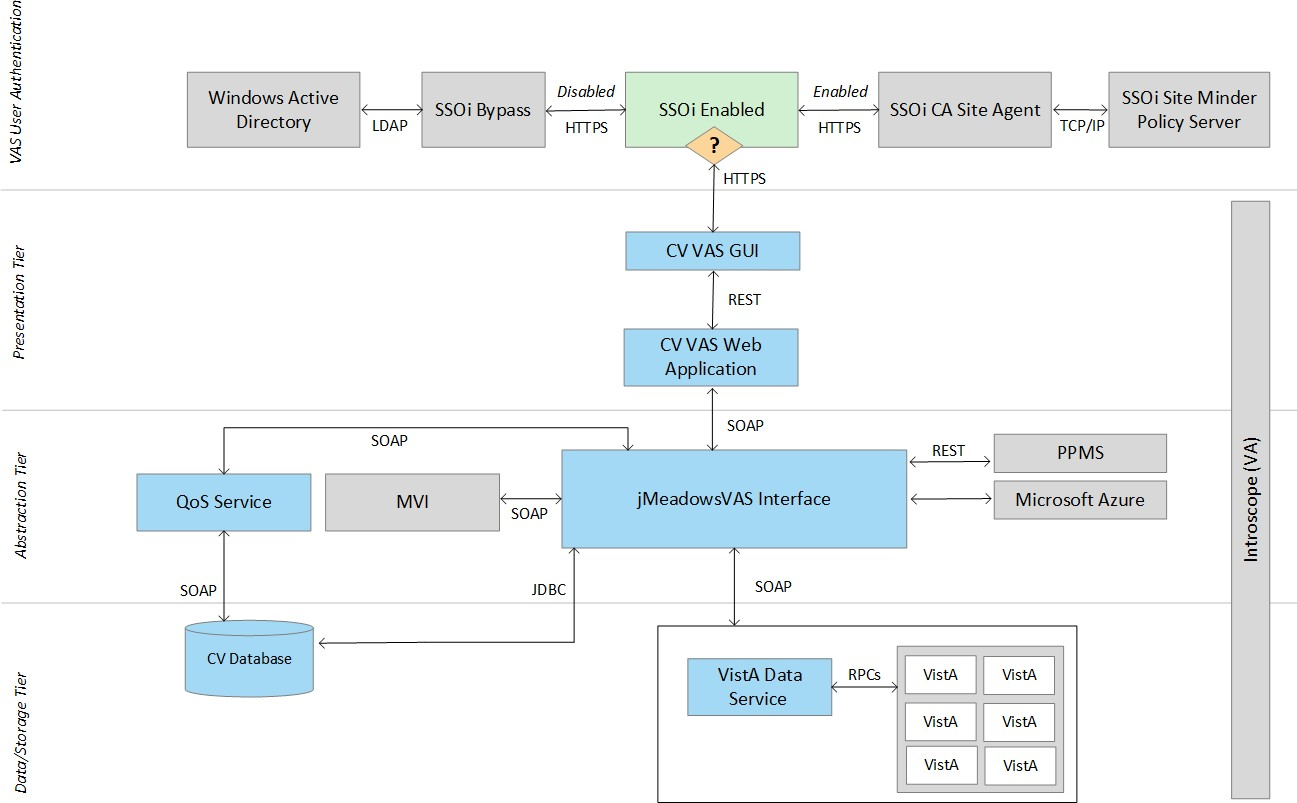 VAS User Authentication
Windows Active
Directory
LDAP
SSOi Bypass
Disabled
HTTPS
SSOi Enabled
?
Enabled
HTTPS
SSOi CA Site Agent
TCP/IP
SSOi Site Minder
Policy Server
HTTPS
Presentation Tier
CV VAS GUI
REST
CV VAS Web
Application
SOAP
Abstraction Tier
SOAP
QoS Service
MVI
SOAP
jMeadowsVAS Interface
REST
PPMS
Microsoft Azure
Introscope (VA)
SOAP
JDBC
SOAP
Data/Storage Tier
CV Database
VistA Data
Service
RPCs
VistA
VistA
VistA
VistA
VistA
VistA